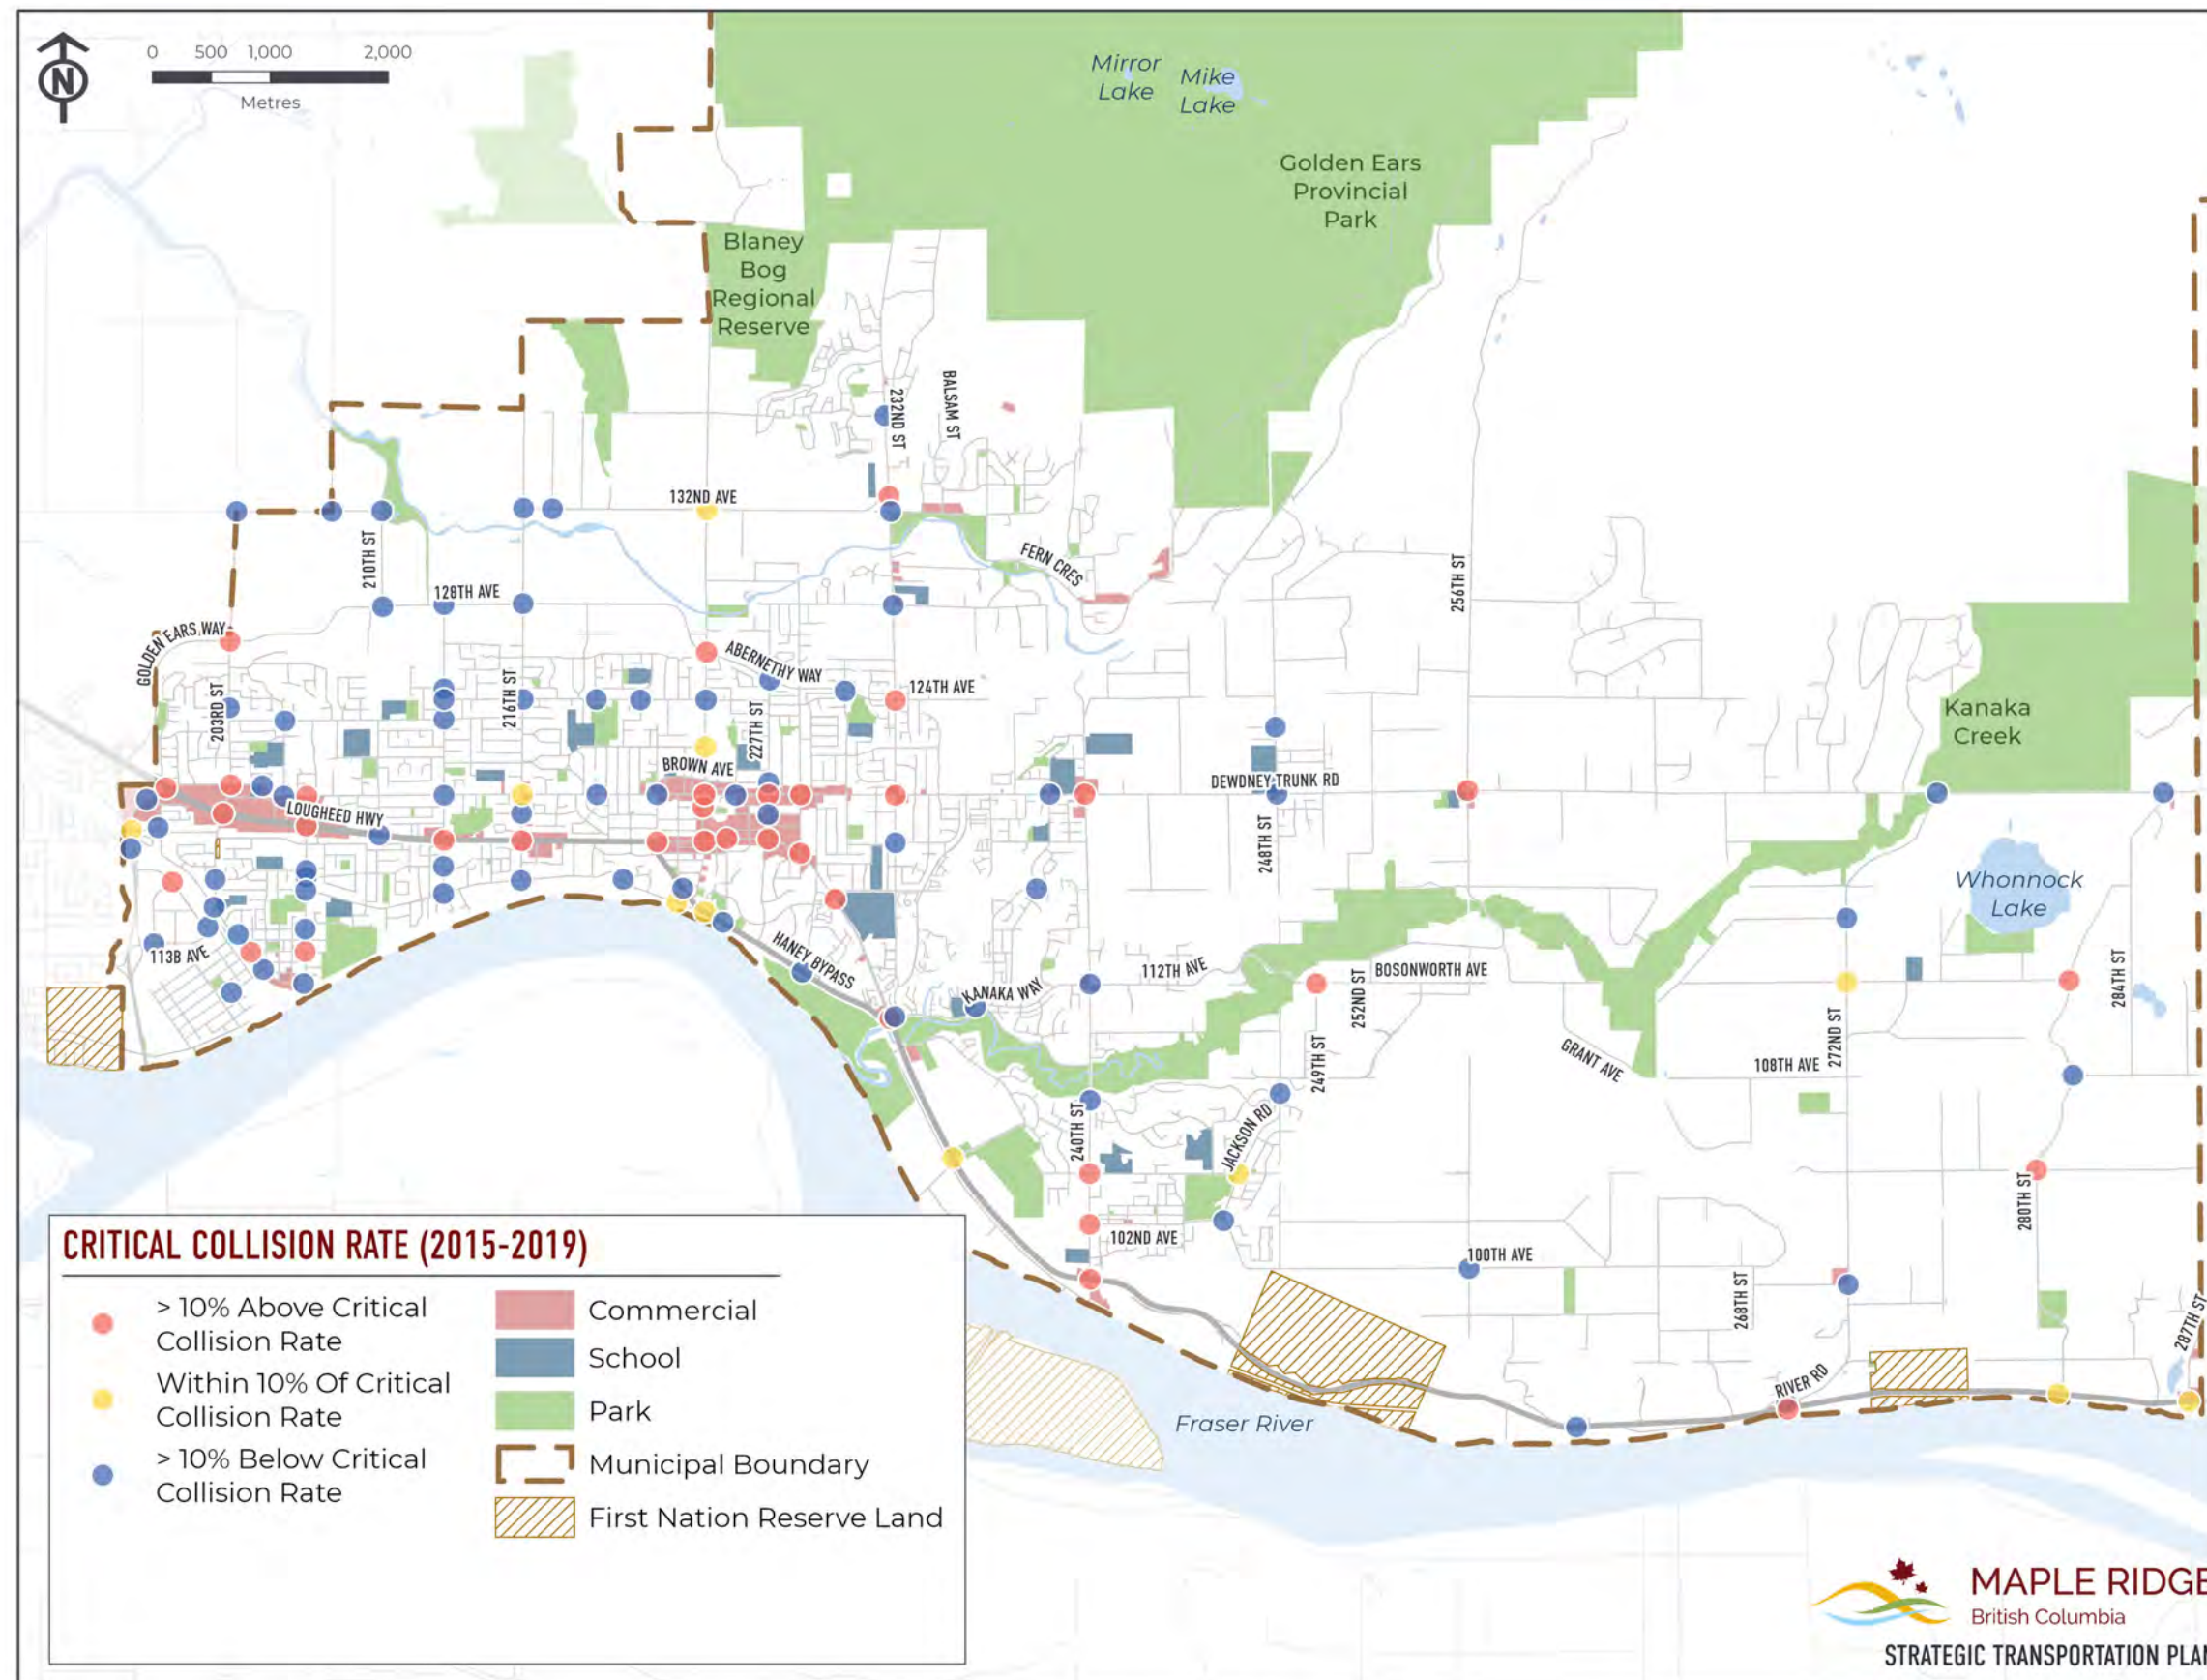 N
0 500 1,000 2,000
Metres
Mirror
Lake
Mike
Lake
Golden Ears
Provincial
Park
Blaney
Bog
Regional
Reserve
232ND ST
BALSAM ST
132ND AVE
210TH ST
FERN CRES
256TH ST
128TH AVE
GOLDEN EARS WAY
ABERNETHY WAY
203RD ST
216TH ST
227TH ST
124TH AVE
Kanaka
Creek
BROWN AVE
DEWDNEY TRUNK RD
LOUGHEED HWY
248TH ST
Whonnock
Lake
113B AVE
HANEY BYPASS
KANAKA WAY
112TH AVE
252ND ST
BOSONWORTH AVE
284TH ST
249TH ST
GRANT AVE
108TH AVE
272ND ST
240TH ST
JACKSON RD
280TH ST
102ND AVE
100TH AVE
268TH ST
287TH ST
RIVER RD
Fraser River
CRITICAL COLLISION RATE (2015-2019)
> 10% Above Critical
Collision Rate
Within 10% Of Critical
Collision Rate
> 10% Below Critical
Collision Rate
Commercial
School
Park
Municipal Boundary
First Nation Reserve Land
MAPLE RIDGE
British Columbia
STRATEGIC TRANSPORTATION PLAN